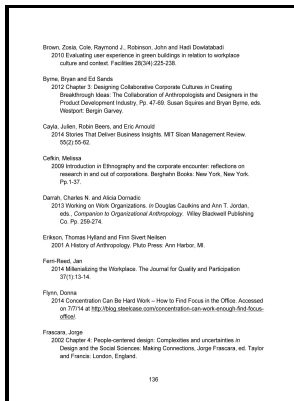 Brown, Zosia, Cole, Raymond J., Robinson, John and Hadi Dowlatabadi
2010 Evaluating user experience in green buildings in relation to workplace
culture and context. Facilities 28(3/4):225-238.
Byrne, Bryan and Ed Sands
2012 Chapter 3: Designing Collaborative Corporate Cultures in Creating
Breakthrough Ideas: The Collaboration of Anthropologists and Designers in the
Product Development Industry, Pp. 47-69. Susan Squires and Bryan Byrne, eds.
Westport: Bergin Garvey.
Cayla, Julien, Robin Beers, and Eric Arnould
2014 Stories That Deliver Business Insights. MIT Sloan Management Review.
55(2):55-62.
Cefkin, Melissa
2009 Introduction in Ethnography and the corporate encounter: reflections on
research in and out of corporations. Berghahn Books: New York, New York.
Pp.1-37.
Darrah, Charles N. and Alicia Dornadic
2013 Working on Work Organizations. In Douglas Caulkins and Ann T. Jordan,
eds., Companion to Organizational Anthropology. Wiley Blackwell Publishing
Co. Pp. 259-274.
Erikson, Thomas Hylland and Finn Sivert Neilsen
2001 A History of Anthropology. Pluto Press: Ann Harbor, MI.
Ferri-Reed, Jan
2014 Millenializing the Workplace. The Journal for Quality and Participation
37(1):13-14.
Flynn, Donna
2014 Concentration Can Be Hard Work – How to Find Focus in the Office. Accessed
on 7/7/14 at http://blog.steelcase.com/concentration-can-work-enough-find-focus-
office/.
Frascara, Jorge
2002 Chapter 4: People-centered design: Complexities and uncertainties in
Design and the Social Sciences: Making Connections, Jorge Frascara, ed. Taylor
and Francis: London, England.
136